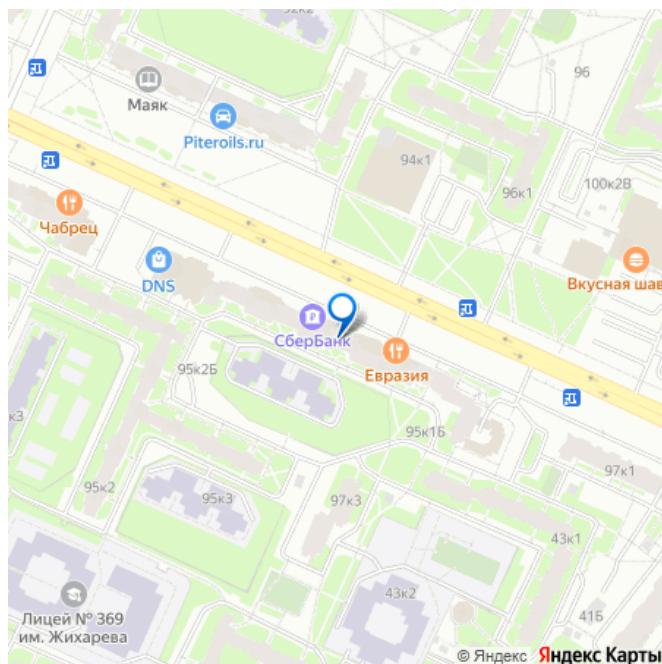 92к2
Маяк
Piteroils.ru
96
94к1
96к1
100к2В
Чабрец
Вкусная шав
DNS
СберБанк
Евразия
95к2Б
95к1Б
к3
97к1
95к2
95к3
97к3
43к1
43к2
41Б
Лицей № 369
им. Жихарева
© Яндекс Яндекс Карты